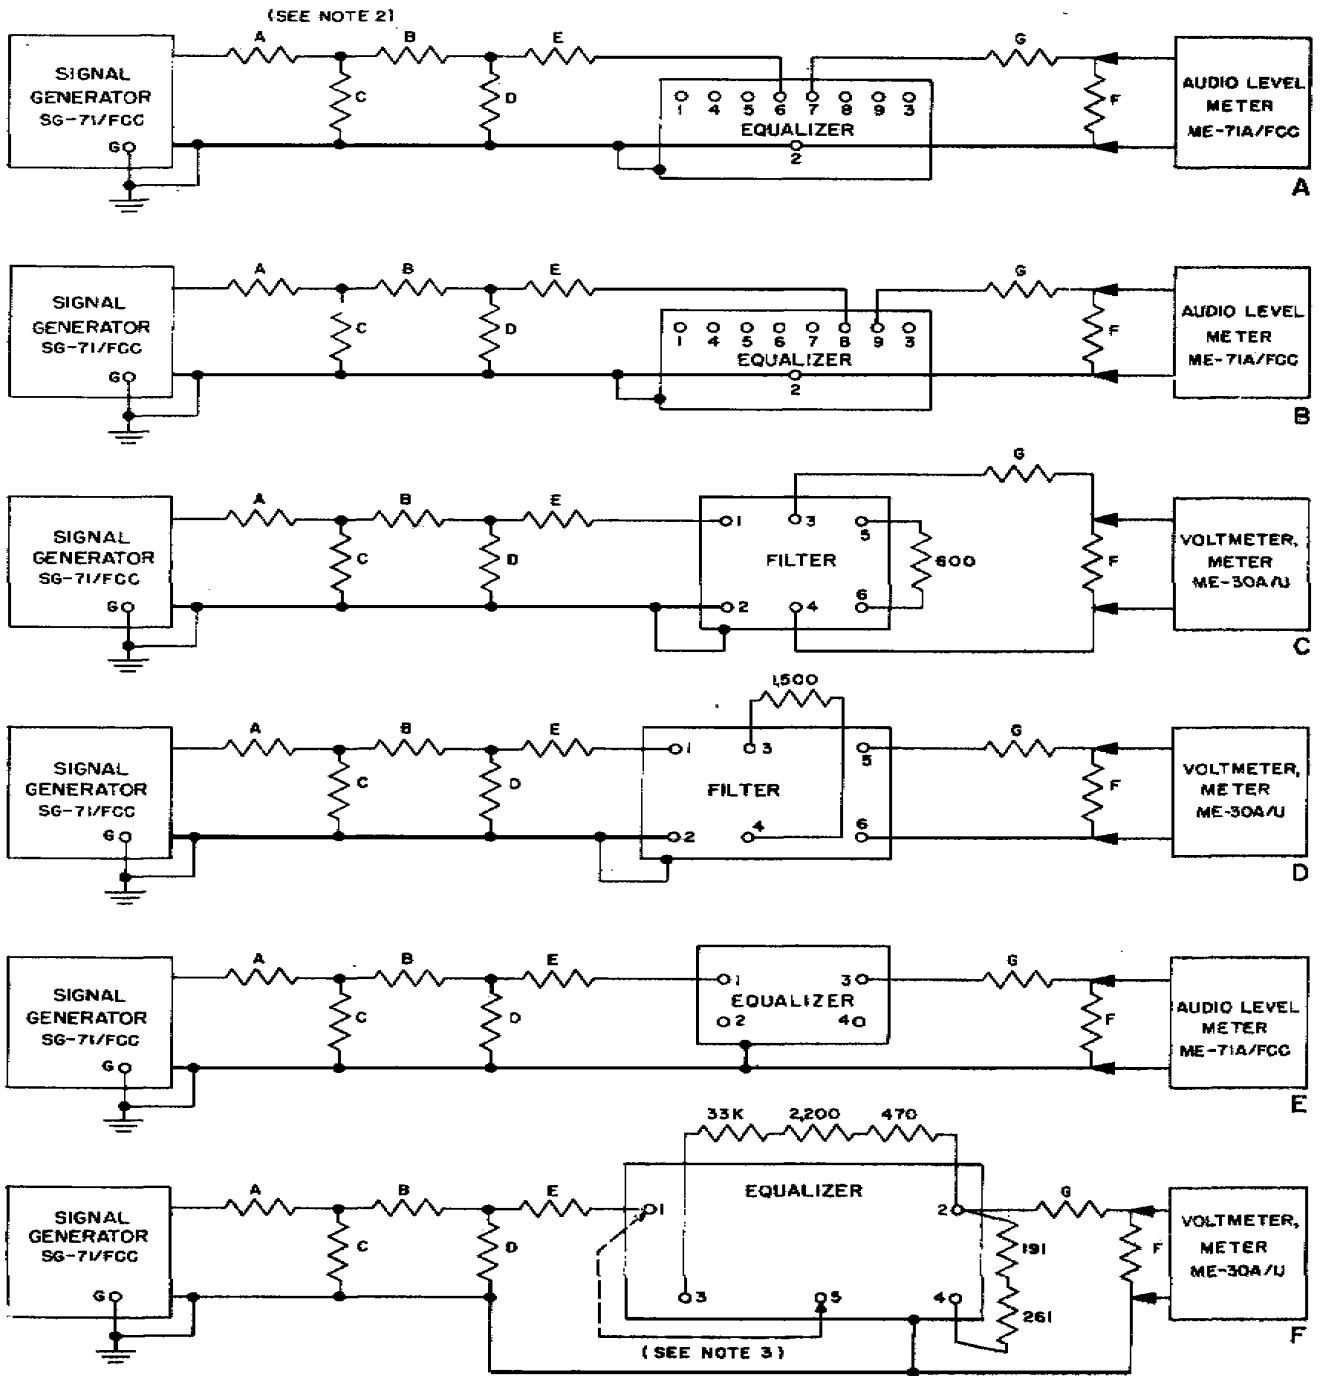 (SEE NOTE 2)
A B E G
SIGNAL
GENERATOR
SG-71/FCC
C D F
G
1 4 5 6 7 8 9 3
EQUALIZER
2
AUDIO LEVEL
METER
ME-71A/FCC
A
A B E G
SIGNAL
GENERATOR
SG-71/FCC
C D F
G
1 4 5 6 7 8 9 3
EQUALIZER
2
AUDIO LEVEL
METER
ME-71A/FCC
B
A B E G
SIGNAL
GENERATOR
SG-71/FCC
C D F
G
1 3 5
FILTER
600
2 4 6
VOLTMETER,
METER
ME-30A/U
C
1,500
A B E G
SIGNAL
GENERATOR
SG-71/FCC
C D F
G
1 3 5
FILTER
2 4 6
VOLTMETER,
METER
ME-30A/U
D
A B E G
SIGNAL
GENERATOR
SG-71/FCC
C D F
G
1 3
EQUALIZER
2 4
AUDIO LEVEL
METER
ME-71A/FCC
E
33K 2,200 470
A B E G
SIGNAL
GENERATOR
SG-71/FCC
C D F
G
EQUALIZER
1 2
191
3 5 4
261
(SEE NOTE 3)
VOLTMETER,
METER
ME-30A/U
F